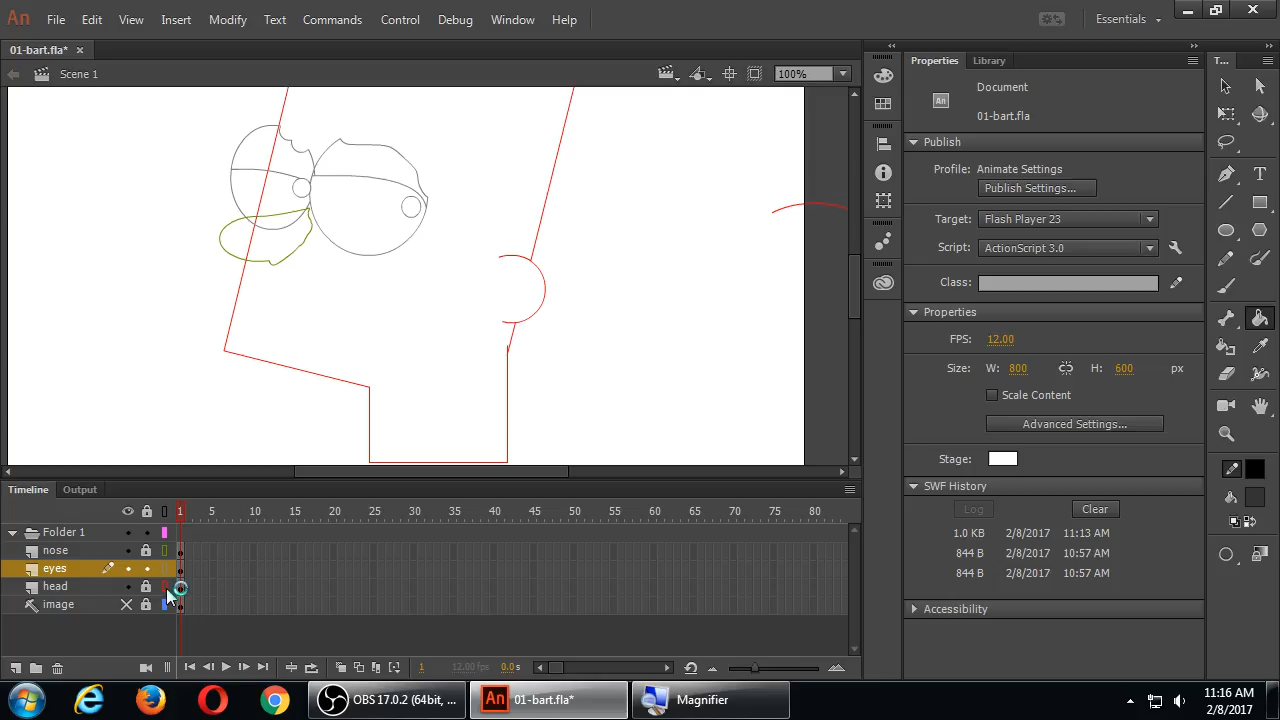 An File Edit View Insert Modify Text Commands Control Debug Window Help Essentials
01-bart.fla* ×
Scene 1 100%
Properties Library T...
Document
An 01-bart.fla
Publish
Profile: Animate Settings
Publish Settings...
Target: Flash Player 23
Script: ActionScript 3.0
Class:
Properties
FPS: 12.00
Size: W: 800 H: 600 px
Scale Content
Advanced Settings...
Stage:
SWF History
Log Clear
1.0 KB 2/8/2017 11:13 AM
844 B 2/8/2017 10:57 AM
844 B 2/8/2017 10:57 AM
Accessibility
Timeline Output
1 5 10 15 20 25 30 35 40 45 50 55 60 65 70 75 80
Folder 1
nose
eyes
head
image
1 12.00 fps 0.0 s
OBS 17.0.2 (64bit, ... An 01-bart.fla* Magnifier
11:16 AM
2/8/2017